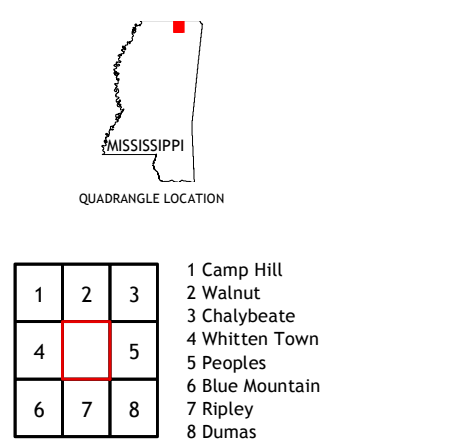 MISSISSIPPI
QUADRANGLE LOCATION
1 2 3
4 5
6 7 8
1 Camp Hill
2 Walnut
3 Chalybeate
4 Whitten Town
5 Peoples
6 Blue Mountain
7 Ripley
8 Dumas